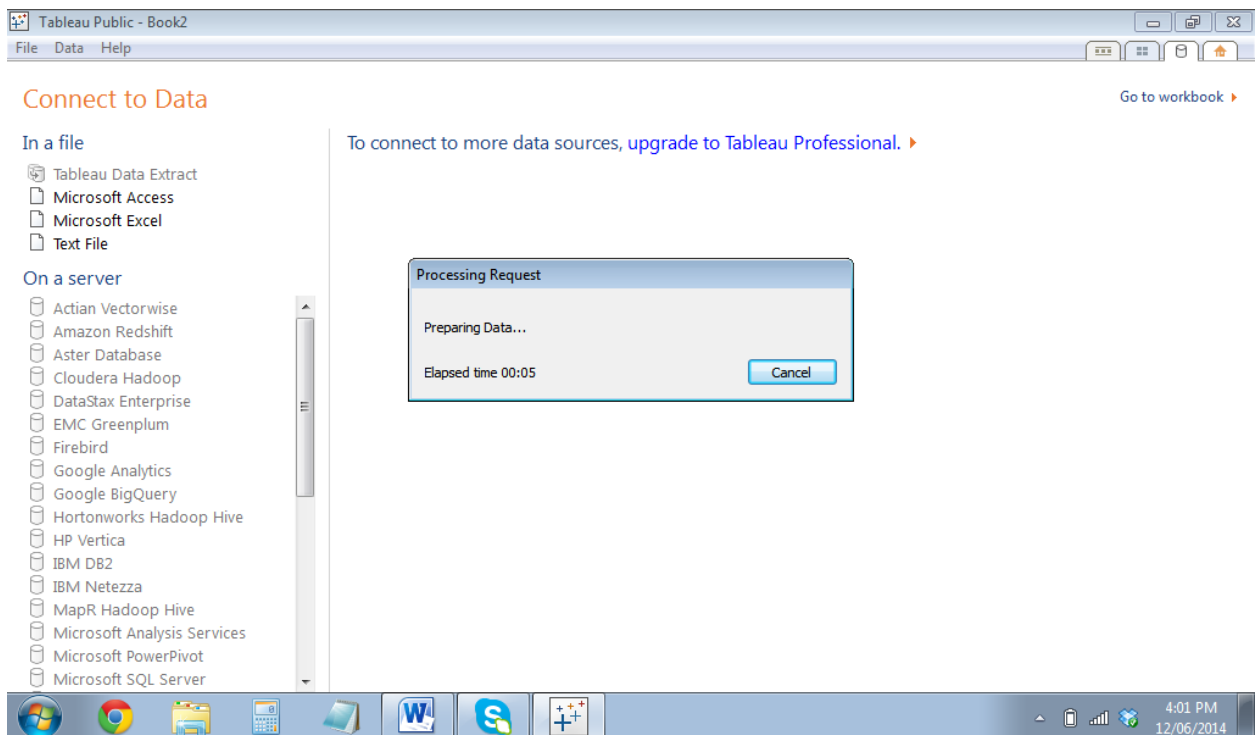 Tableau Public - Book2
File Data Help
Connect to Data
Go to workbook
In a file
To connect to more data sources, upgrade to Tableau Professional.
Tableau Data Extract
Microsoft Access
Microsoft Excel
Text File
On a server
Actian Vectorwise
Amazon Redshift
Aster Database
Cloudera Hadoop
DataStax Enterprise
EMC Greenplum
Firebird
Google Analytics
Google BigQuery
Hortonworks Hadoop Hive
HP Vertica
IBM DB2
IBM Netezza
MapR Hadoop Hive
Microsoft Analysis Services
Microsoft PowerPivot
Microsoft SQL Server
Processing Request
Preparing Data...
Elapsed time 00:05 Cancel
4:01 PM
12/06/2014